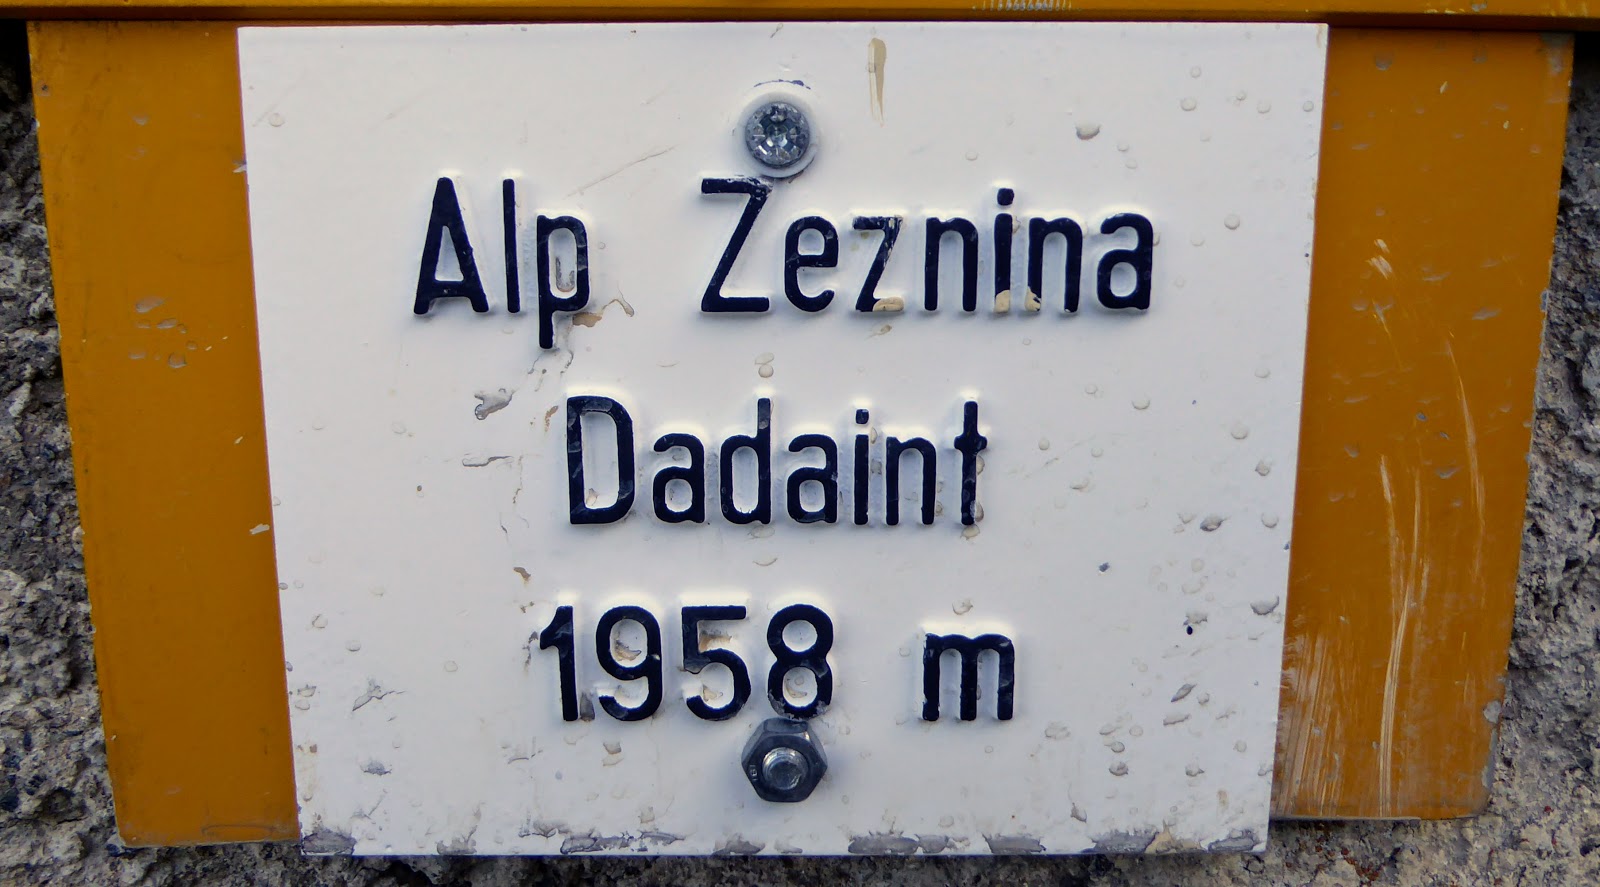 Alp Zeznina
Dadaint
1958 m